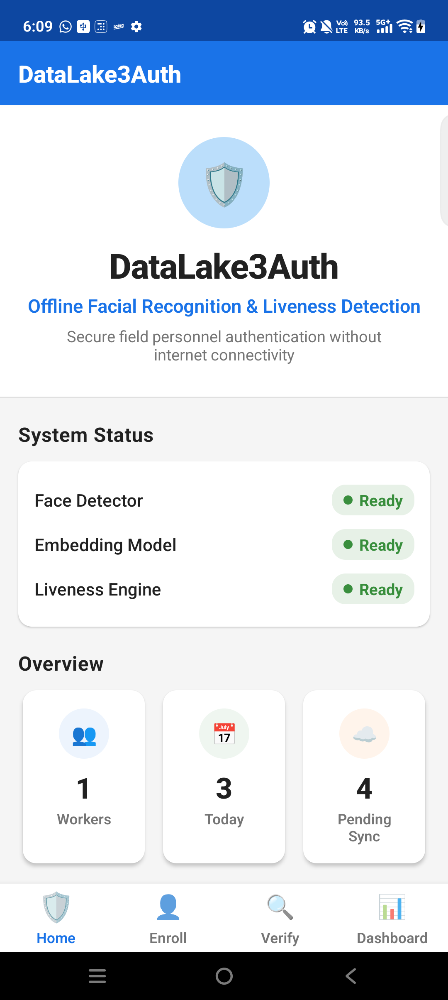 6:09 toing Vo)) LTE 93.5 KB/s 5G+
DataLake3Auth
DataLake3Auth
Offline Facial Recognition & Liveness Detection
Secure field personnel authentication without
internet connectivity
System Status
Face Detector Ready
Embedding Model Ready
Liveness Engine Ready
Overview
July
17
1 3 4
Workers Today Pending
Sync
Home Enroll Verify Dashboard